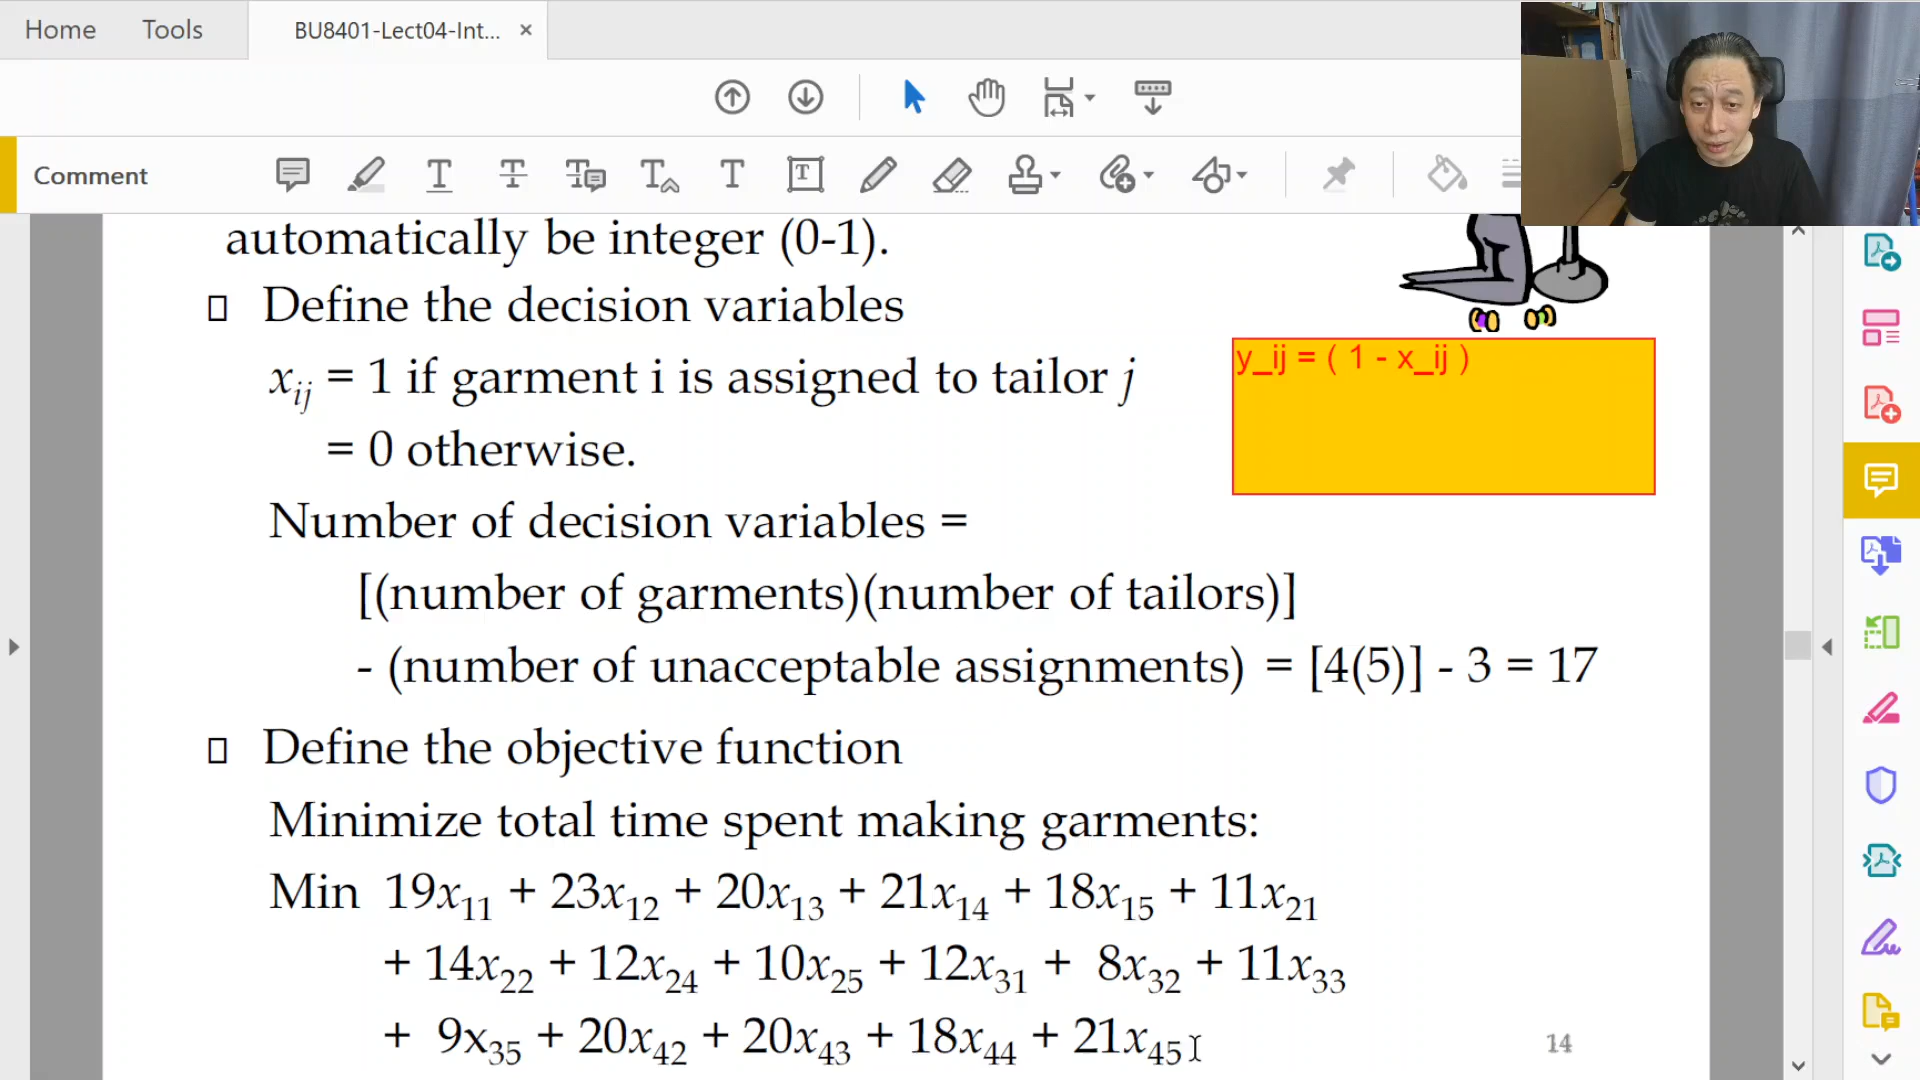 Home
Tools
BU8401-Lect04-Int...
Comment
automatically be integer (0-1).
Define the decision variables
x_ij = 1 if garment i is assigned to tailor j
= 0 otherwise.
Number of decision variables =
[(number of garments)(number of tailors)]
- (number of unacceptable assignments) = [4(5)] - 3 = 17
y_ij = ( 1 - x_ij )
Define the objective function
Minimize total time spent making garments:
Min 19x₁₁ + 23x₁₂ + 20x₁₃ + 21x₁₄ + 18x₁₅ + 11x₂₁
+ 14x₂₂ + 12x₂₄ + 10x₂₅ + 12x₃₁ + 8x₃₂ + 11x₃₃
+ 9x₃₅ + 20x₄₂ + 20x₄₃ + 18x₄₄ + 21x₄₅
14